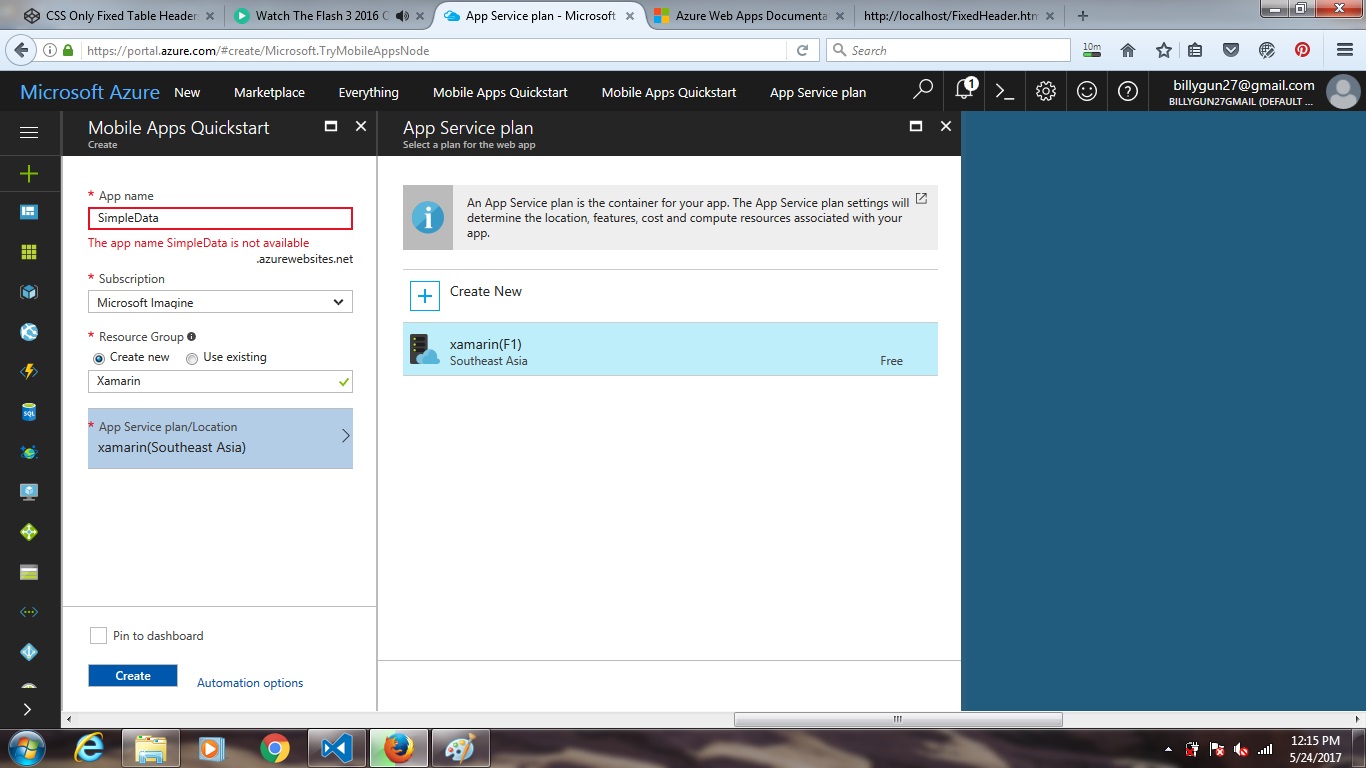 CSS Only Fixed Table Header
Watch The Flash 3 2016 O
App Service plan - Microsoft
Azure Web Apps Documenta
http://localhost/FixedHeader.htm
https://portal.azure.com/#create/Microsoft.TryMobileAppsNode
Search
10m
Microsoft Azure New Marketplace Everything Mobile Apps Quickstart Mobile Apps Quickstart App Service plan
1
billygun27@gmail.com
BILLYGUN27GMAIL (DEFAULT ...
Mobile Apps Quickstart
Create
* App name
SimpleData
The app name SimpleData is not available
.azurewebsites.net
* Subscription
Microsoft Imagine
* Resource Group
Create new Use existing
Xamarin
* App Service plan/Location
xamarin(Southeast Asia)
Pin to dashboard
Create Automation options
App Service plan
Select a plan for the web app
An App Service plan is the container for your app. The App Service plan settings will
determine the location, features, cost and compute resources associated with your
app.
Create New
xamarin(F1)
Southeast Asia Free
SQL
12:15 PM
5/24/2017